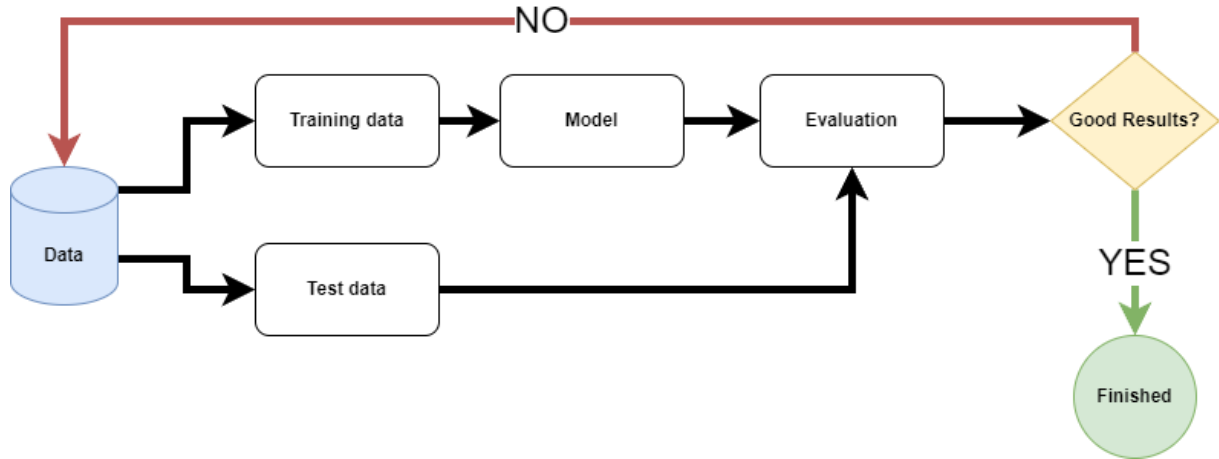 NO
Training data
Model
Evaluation
Good Results?
Data
Test data
YES
Finished